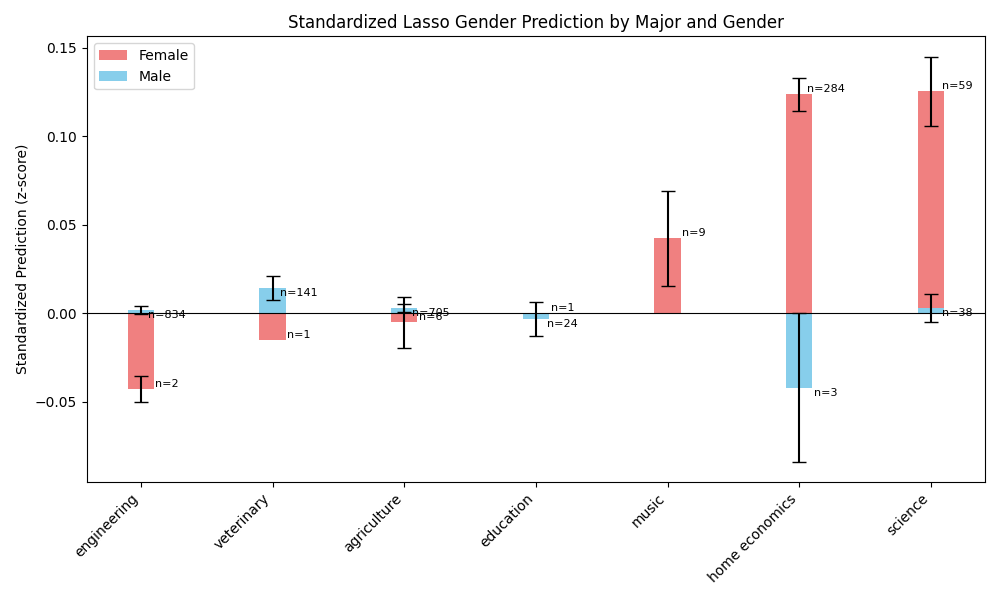 Standardized Lasso Gender Prediction by Major and Gender
Female
Male
Standardized Prediction (z-score)
0.15
0.10
0.05
0.00
−0.05
n=834
n=2
n=141
n=1
n=705
n=6
n=1
n=24
n=9
n=284
n=3
n=59
n=38
engineering
veterinary
agriculture
education
music
home economics
science